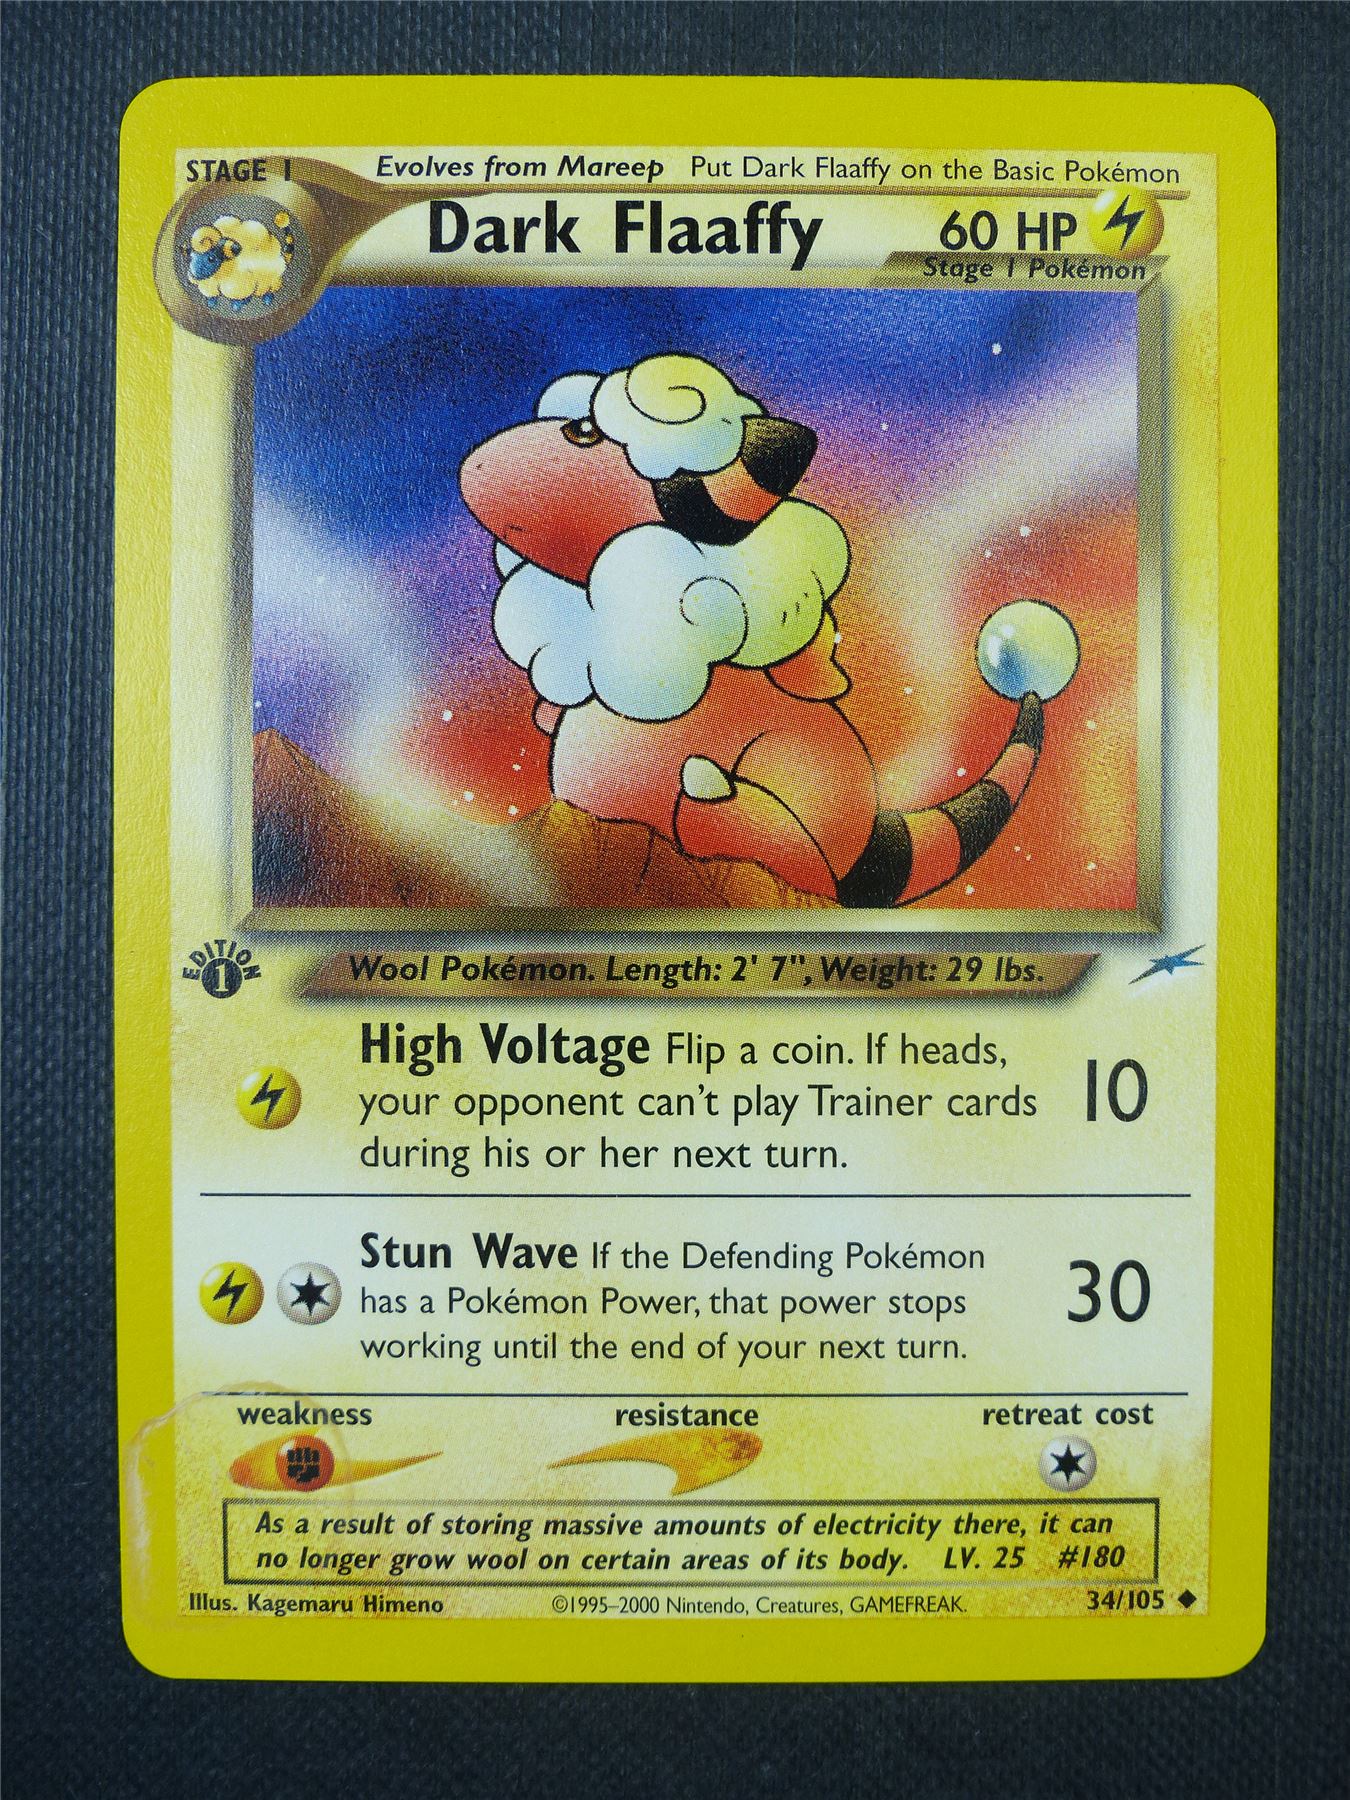 STAGE 1 Evolves from Mareep Put Dark Flaaffy on the Basic Pokémon
Dark Flaaffy 60 HP
Stage 1 Pokémon
EDITION
1
Wool Pokémon. Length: 2' 7", Weight: 29 lbs.
High Voltage Flip a coin. If heads,
your opponent can't play Trainer cards
during his or her next turn.
10
Stun Wave If the Defending Pokémon
has a Pokémon Power, that power stops
working until the end of your next turn.
30
weakness resistance retreat cost
As a result of storing massive amounts of electricity there, it can
no longer grow wool on certain areas of its body. LV. 25 #180
Illus. Kagemaru Himeno ©1995–2000 Nintendo, Creatures, GAMEFREAK. 34/105